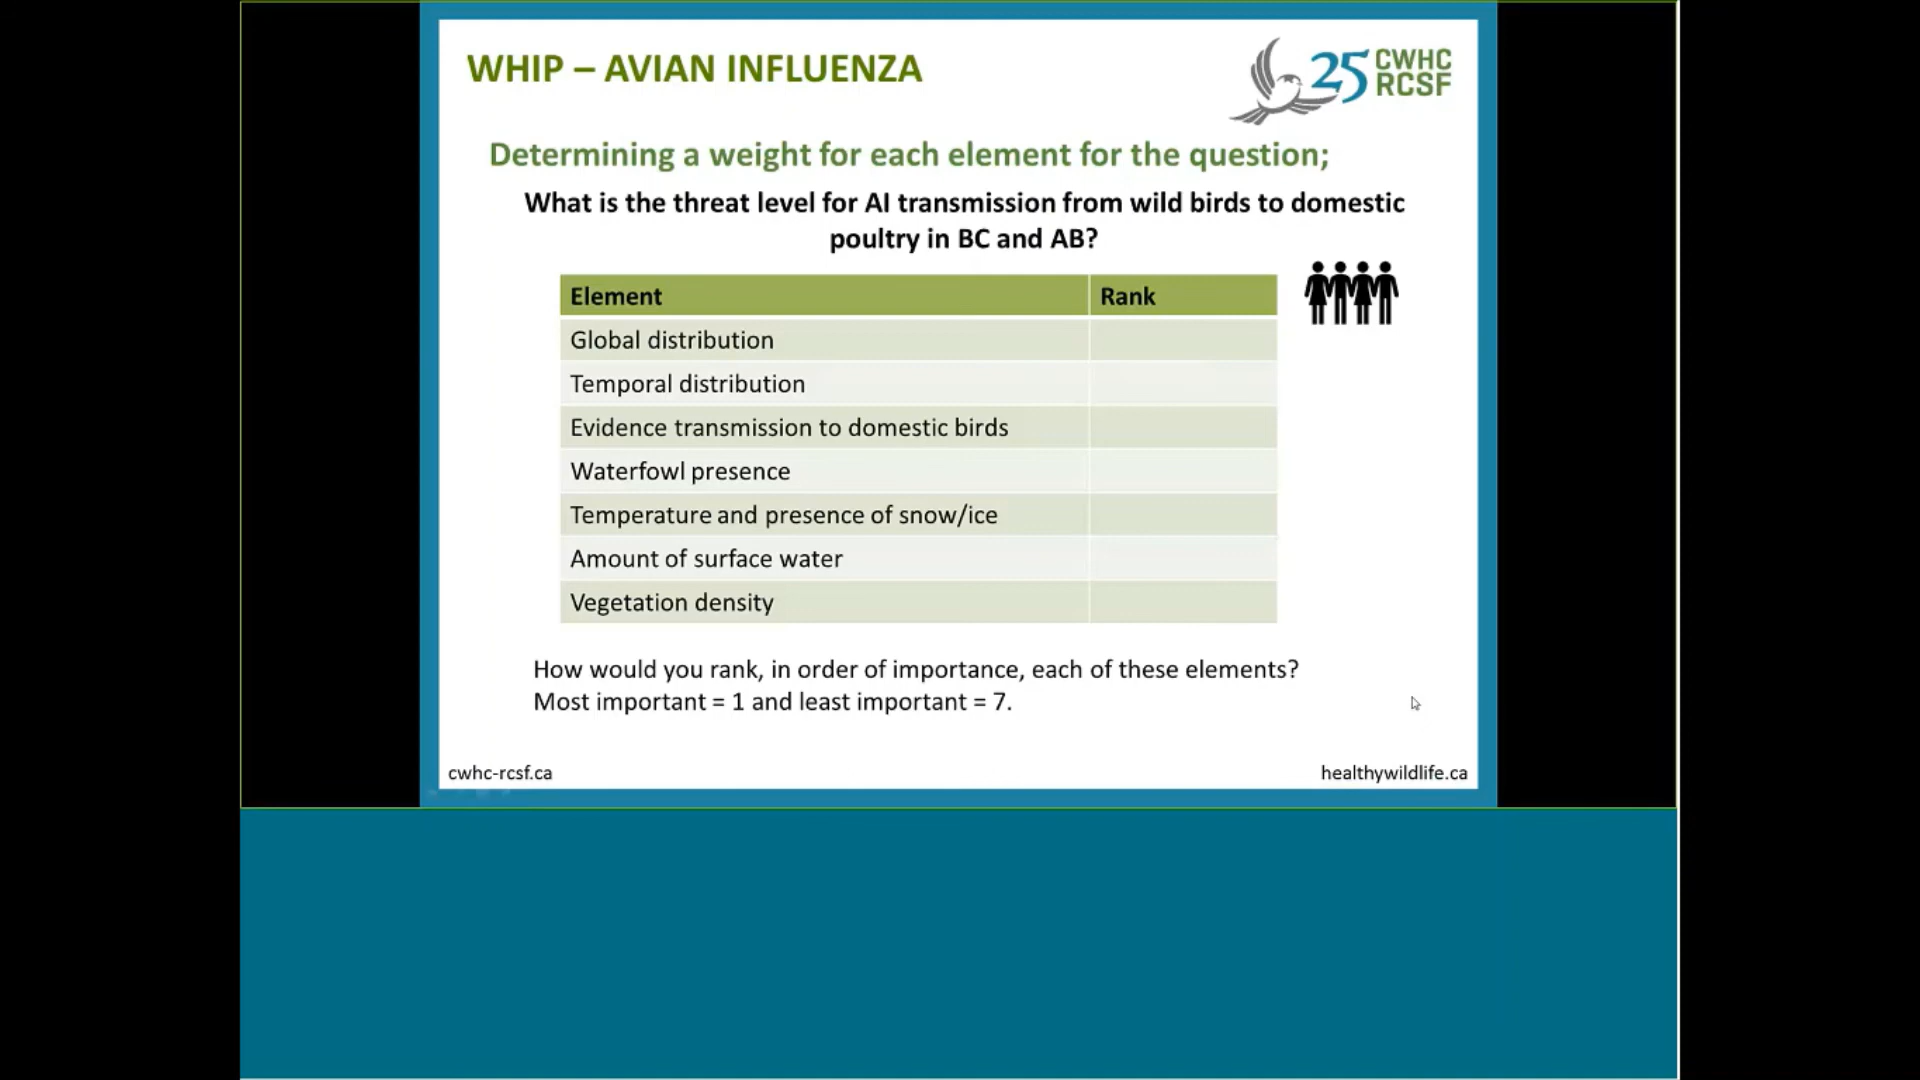 WHIP – AVIAN INFLUENZA
25 CWHC
RCSF
Determining a weight for each element for the question;
What is the threat level for AI transmission from wild birds to domestic
poultry in BC and AB?
Element Rank
Global distribution
Temporal distribution
Evidence transmission to domestic birds
Waterfowl presence
Temperature and presence of snow/ice
Amount of surface water
Vegetation density
How would you rank, in order of importance, each of these elements?
Most important = 1 and least important = 7.
cwhc-rcsf.ca healthywildlife.ca